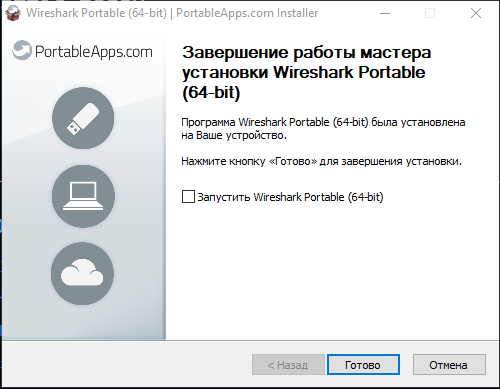 Wireshark Portable (64-bit) | PortableApps.com Installer
PortableApps.com
Завершение работы мастера
установки Wireshark Portable
(64-bit)
Программа Wireshark Portable (64-bit) была установлена
на Ваше устройство.
Нажмите кнопку «Готово» для завершения установки.
Запустить Wireshark Portable (64-bit)
< Назад
Готово
Отмена